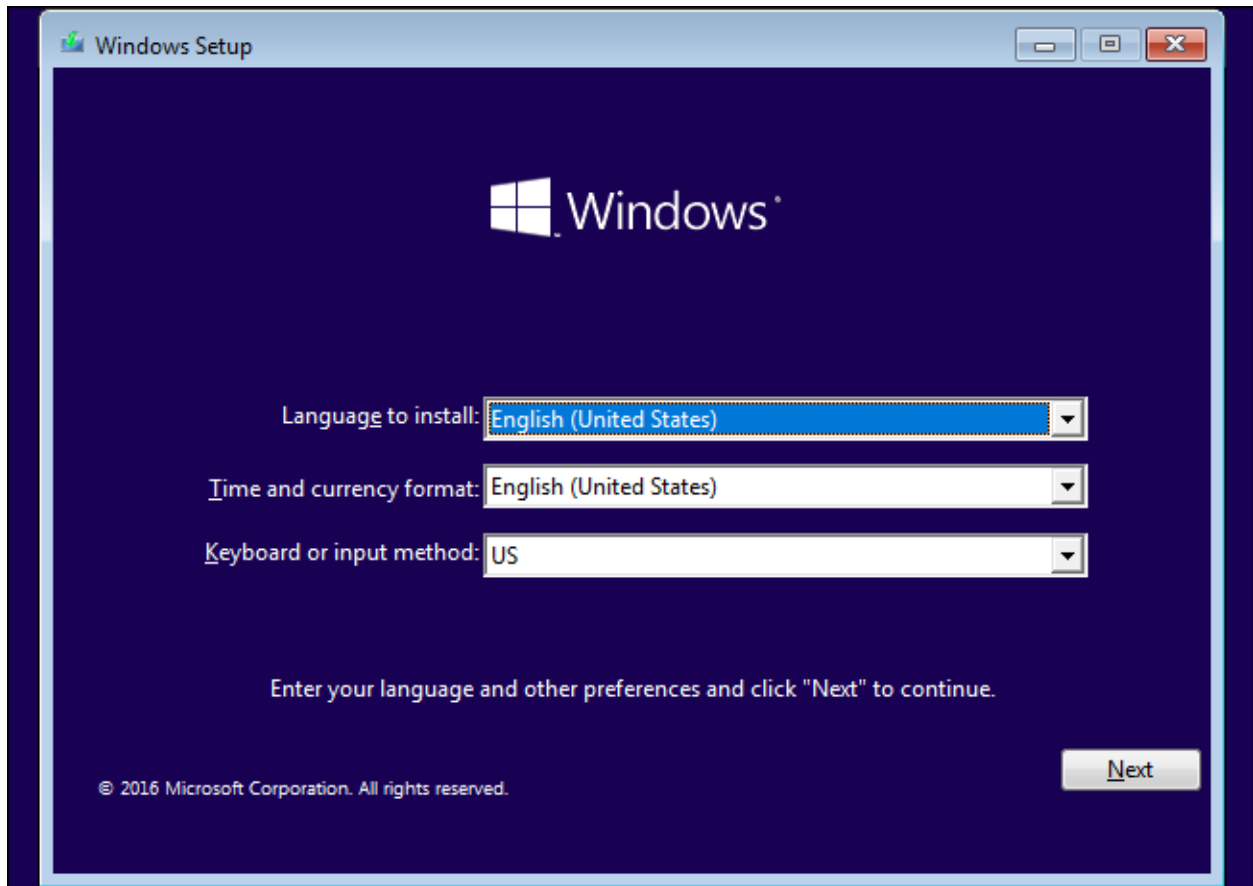 Windows Setup
Windows
Language to install: English (United States)
Time and currency format: English (United States)
Keyboard or input method: US
Enter your language and other preferences and click "Next" to continue.
Next
© 2016 Microsoft Corporation. All rights reserved.